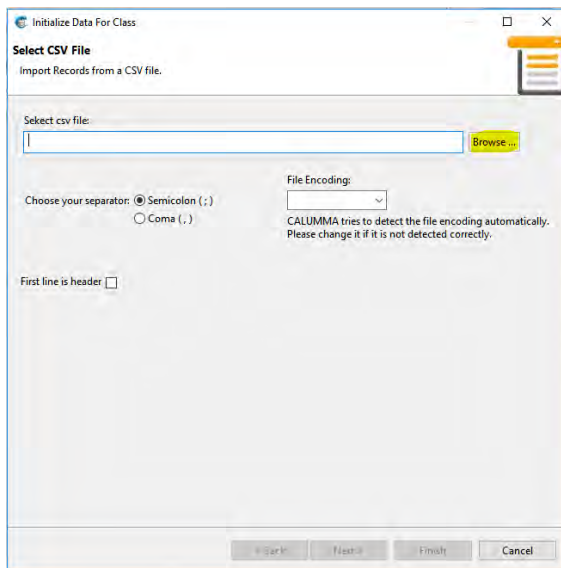 Initialize Data For Class
Select CSV File
Import Records from a CSV file.
Sekect csv file:
Browse ...
File Encoding:
Choose your separator: Semicolon ( ; )
Coma ( , )
CALUMMA tries to detect the file encoding automatically.
Please change it if it is not detected correctly.
First line is header
< Back
Next >
Finish
Cancel